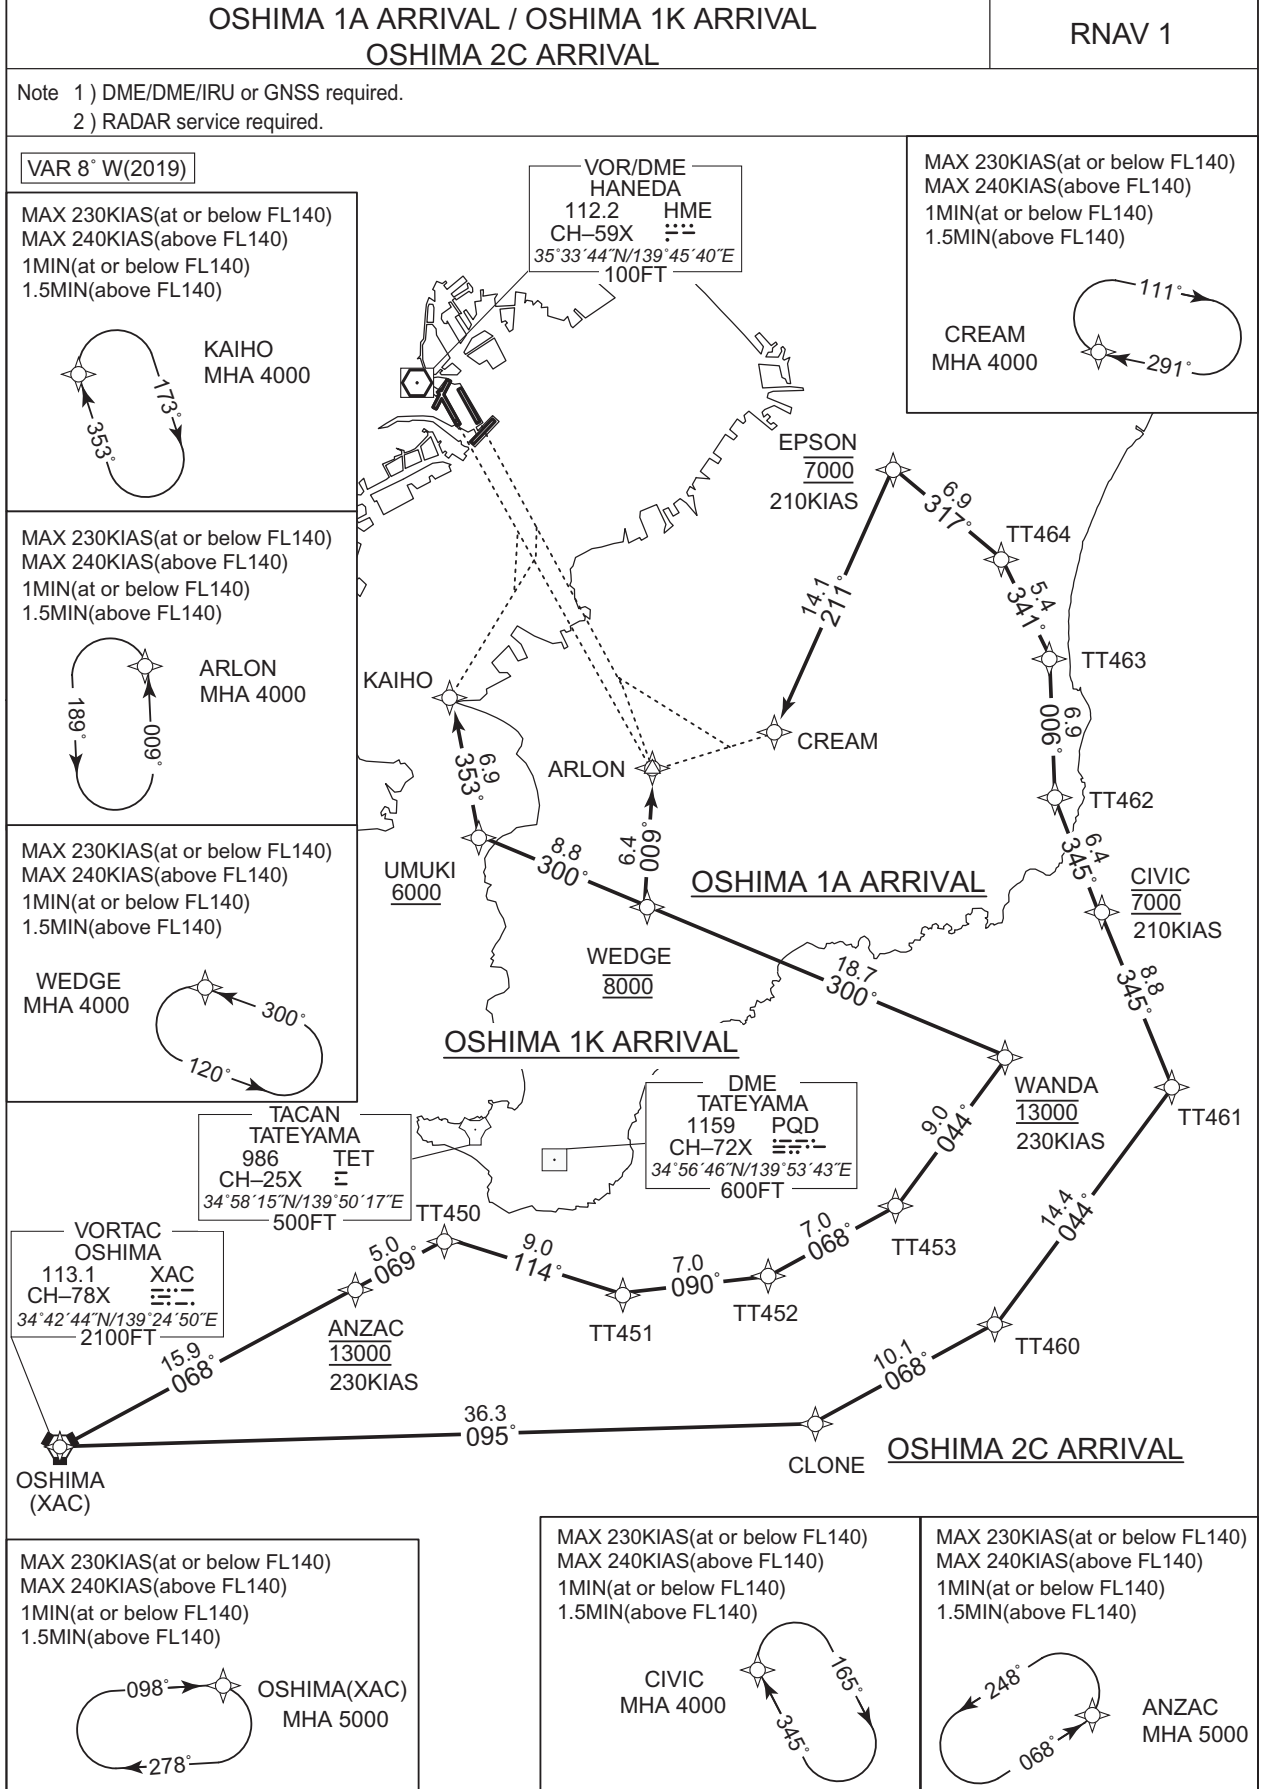 OSHIMA 1A ARRIVAL / OSHIMA 1K ARRIVAL
OSHIMA 2C ARRIVAL
RNAV 1
Note 1 ) DME/DME/IRU or GNSS required.
2 ) RADAR service required.
VAR 8° W(2019)
MAX 230KIAS(at or below FL140)
MAX 240KIAS(above FL140)
1MIN(at or below FL140)
1.5MIN(above FL140)
KAIHO
MHA 4000
173°
353°
VOR/DME
HANEDA
112.2 HME
CH–59X
35°33′44″N/139°45′40″E
100FT
MAX 230KIAS(at or below FL140)
MAX 240KIAS(above FL140)
1MIN(at or below FL140)
1.5MIN(above FL140)
111°
CREAM
MHA 4000
291°
MAX 230KIAS(at or below FL140)
MAX 240KIAS(above FL140)
1MIN(at or below FL140)
1.5MIN(above FL140)
ARLON
MHA 4000
189°
009°
MAX 230KIAS(at or below FL140)
MAX 240KIAS(above FL140)
1MIN(at or below FL140)
1.5MIN(above FL140)
WEDGE
MHA 4000
300°
120°
EPSON
7000
210KIAS
6.9
317°
TT464
5.4
341°
14.1
211°
TT463
KAIHO
6.9
006°
CREAM
ARLON
6.9
353°
TT462
UMUKI
6000
8.8
300°
6.4
009°
6.4
345°
OSHIMA 1A ARRIVAL
CIVIC
7000
210KIAS
WEDGE
8000
18.7
300°
8.8
345°
OSHIMA 1K ARRIVAL
WANDA
13000
230KIAS
TT461
TACAN
TATEYAMA
986 TET
CH–25X
34°58′15″N/139°50′17″E
500FT
DME
TATEYAMA
1159 PQD
CH–72X
34°56′46″N/139°53′43″E
600FT
9.0
044°
14.4
044°
VORTAC
OSHIMA
113.1 XAC
CH–78X
34°42′44″N/139°24′50″E
2100FT
TT450
5.0
069°
9.0
114°
7.0
090°
7.0
068°
TT453
TT451
TT452
ANZAC
13000
230KIAS
15.9
068°
TT460
10.1
068°
36.3
095°
CLONE
OSHIMA 2C ARRIVAL
OSHIMA
(XAC)
MAX 230KIAS(at or below FL140)
MAX 240KIAS(above FL140)
1MIN(at or below FL140)
1.5MIN(above FL140)
098°
OSHIMA(XAC)
MHA 5000
278°
MAX 230KIAS(at or below FL140)
MAX 240KIAS(above FL140)
1MIN(at or below FL140)
1.5MIN(above FL140)
CIVIC
MHA 4000
165°
345°
MAX 230KIAS(at or below FL140)
MAX 240KIAS(above FL140)
1MIN(at or below FL140)
1.5MIN(above FL140)
248°
068°
ANZAC
MHA 5000